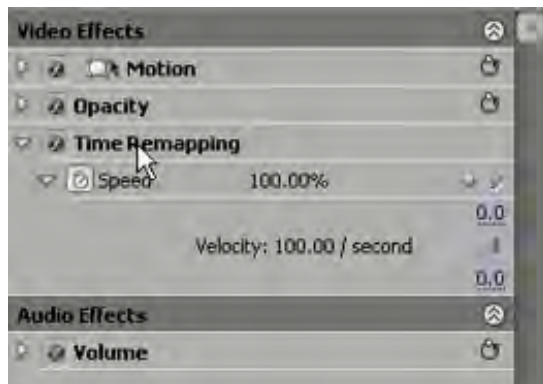 Video Effects
Motion
Opacity
Time Remapping
Speed 100.00%
0.0
Velocity: 100.00 / second
0.0
Audio Effects
Volume